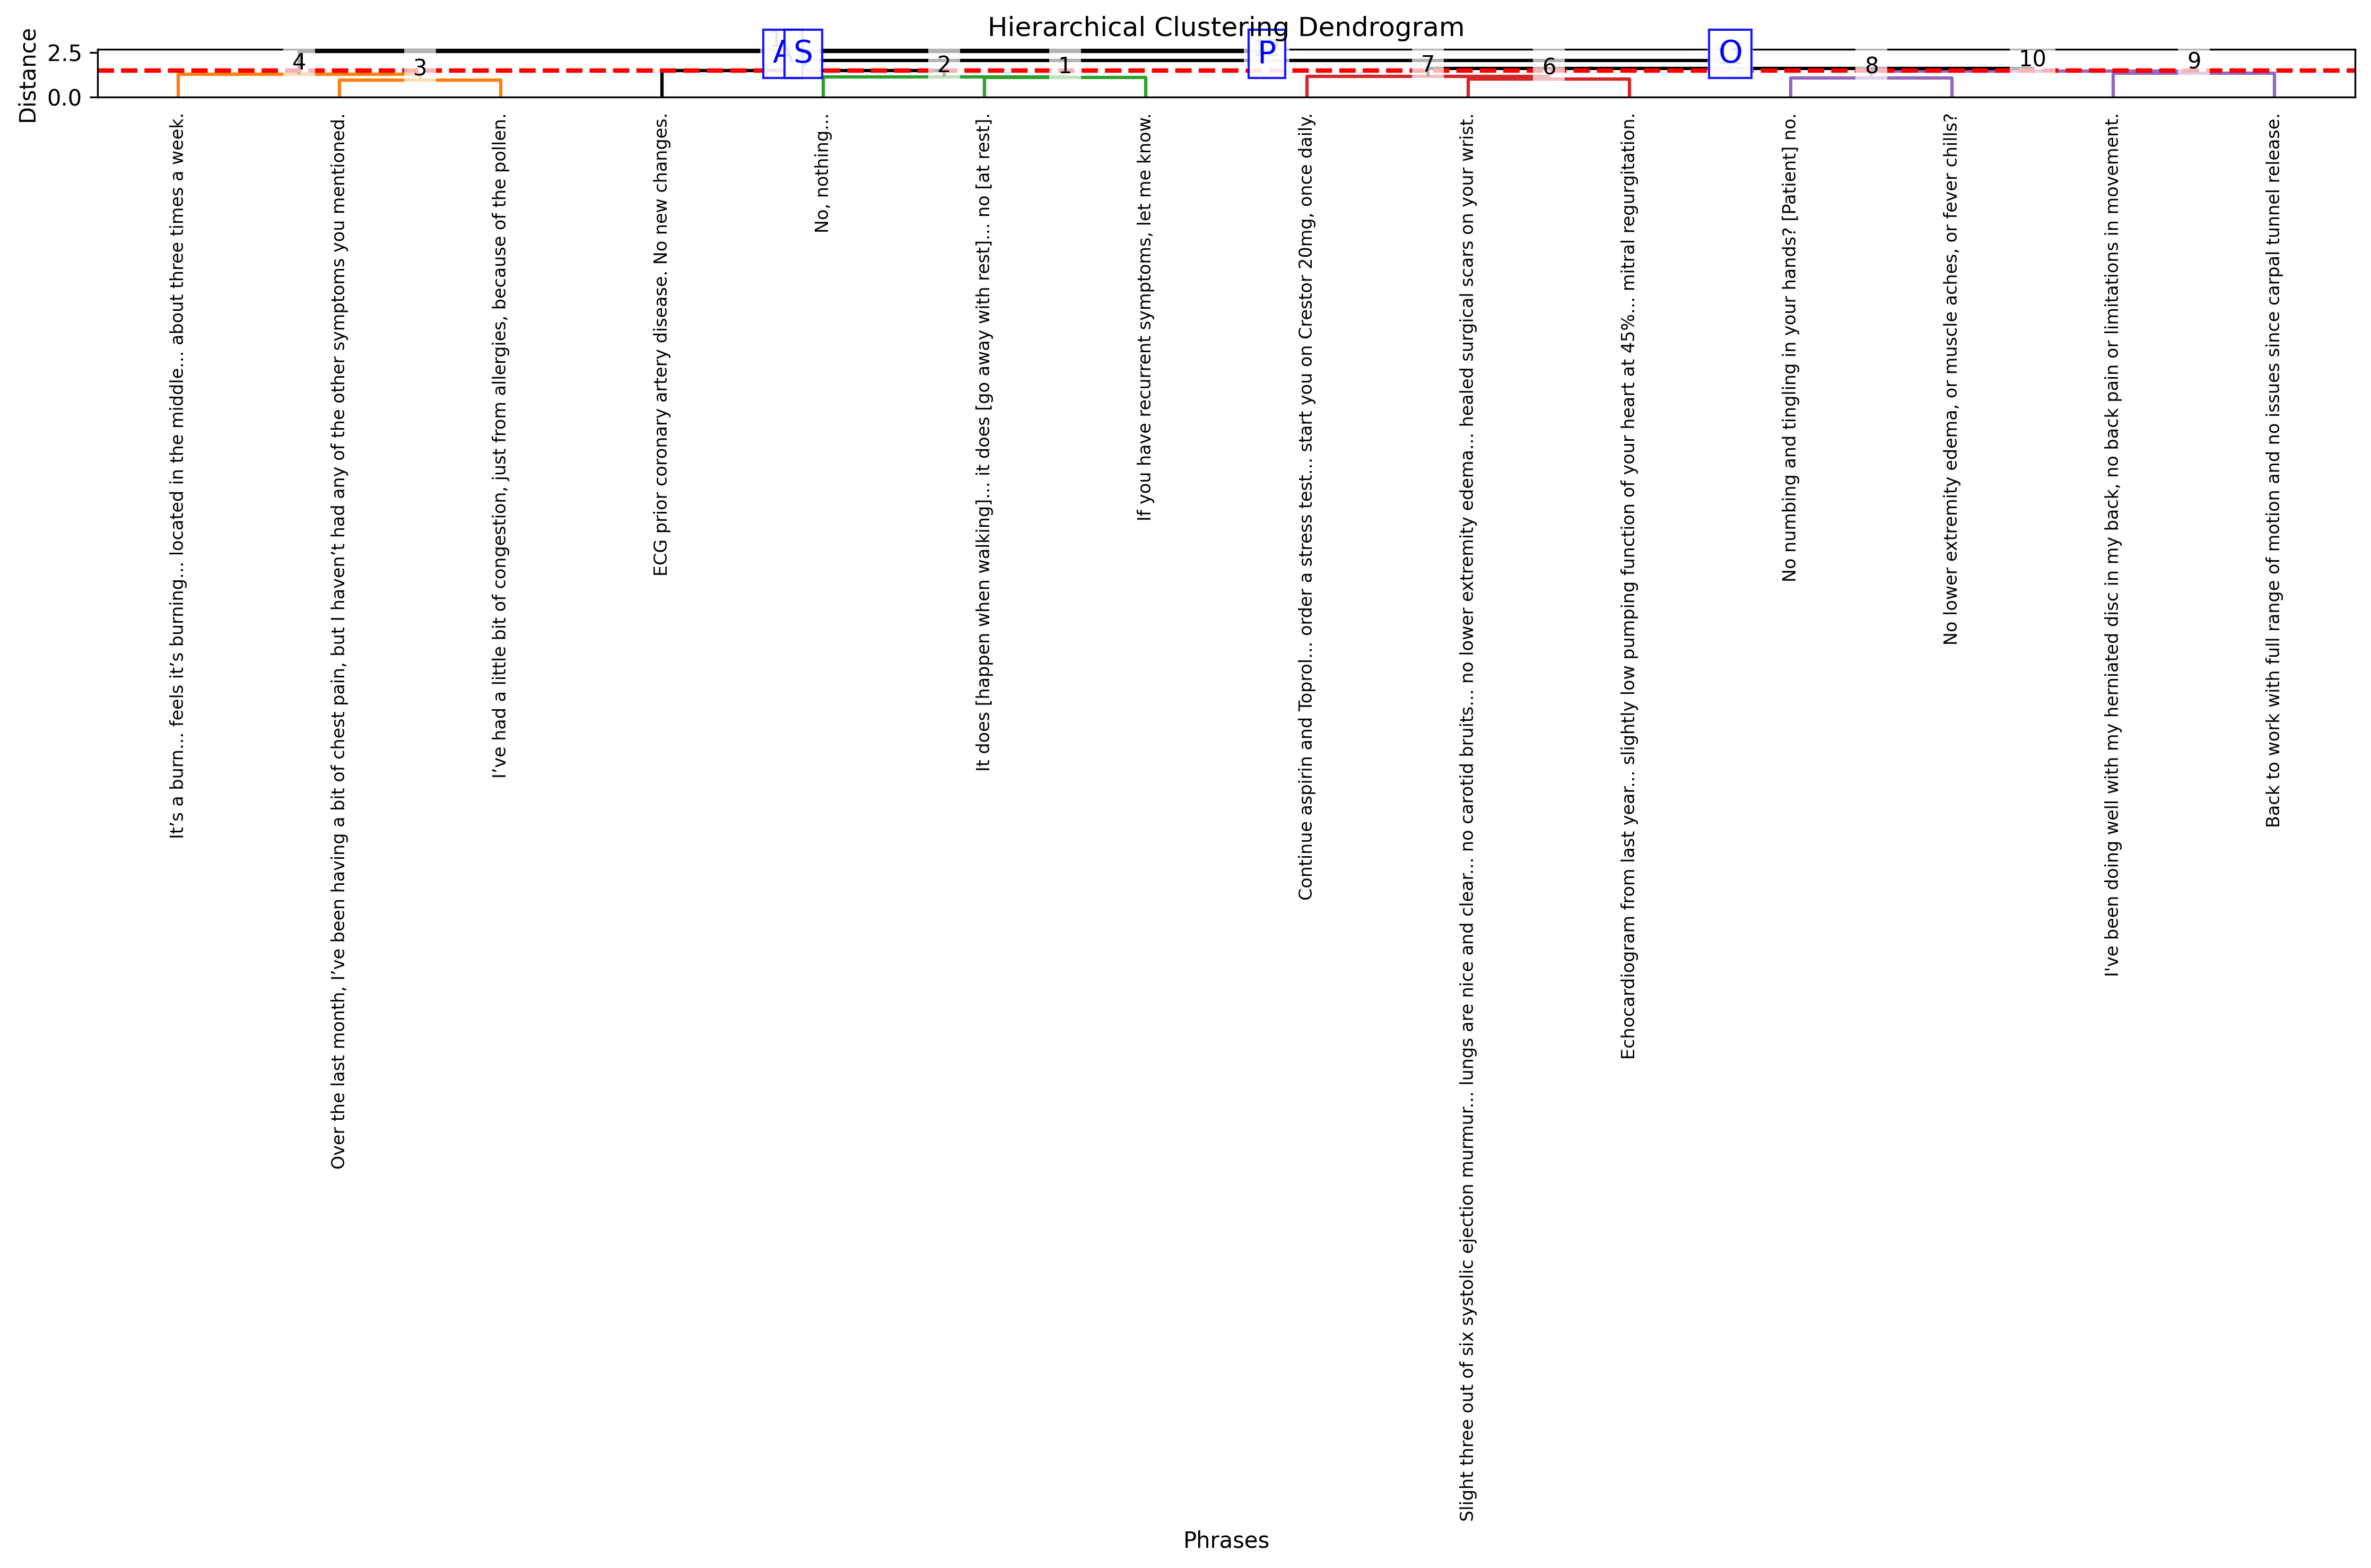 Hierarchical Clustering Dendrogram
Distance
2.5
0.0
A
S
P
O
4
3
2
1
7
6
8
10
9
It’s a burn... feels it’s burning... located in the middle... about three times a week.
Over the last month, I’ve been having a bit of chest pain, but I haven’t had any of the other symptoms you mentioned.
I’ve had a little bit of congestion, just from allergies, because of the pollen.
ECG prior coronary artery disease. No new changes.
No, nothing...
It does [happen when walking]... it does [go away with rest]... no [at rest].
If you have recurrent symptoms, let me know.
Continue aspirin and Toprol... order a stress test... start you on Crestor 20mg, once daily.
Slight three out of six systolic ejection murmur... lungs are nice and clear... no carotid bruits... no lower extremity edema... healed surgical scars on your wrist.
Echocardiogram from last year... slightly low pumping function of your heart at 45%... mitral regurgitation.
No numbing and tingling in your hands? [Patient] no.
No lower extremity edema, or muscle aches, or fever chills?
I've been doing well with my herniated disc in my back, no back pain or limitations in movement.
Back to work with full range of motion and no issues since carpal tunnel release.
Phrases